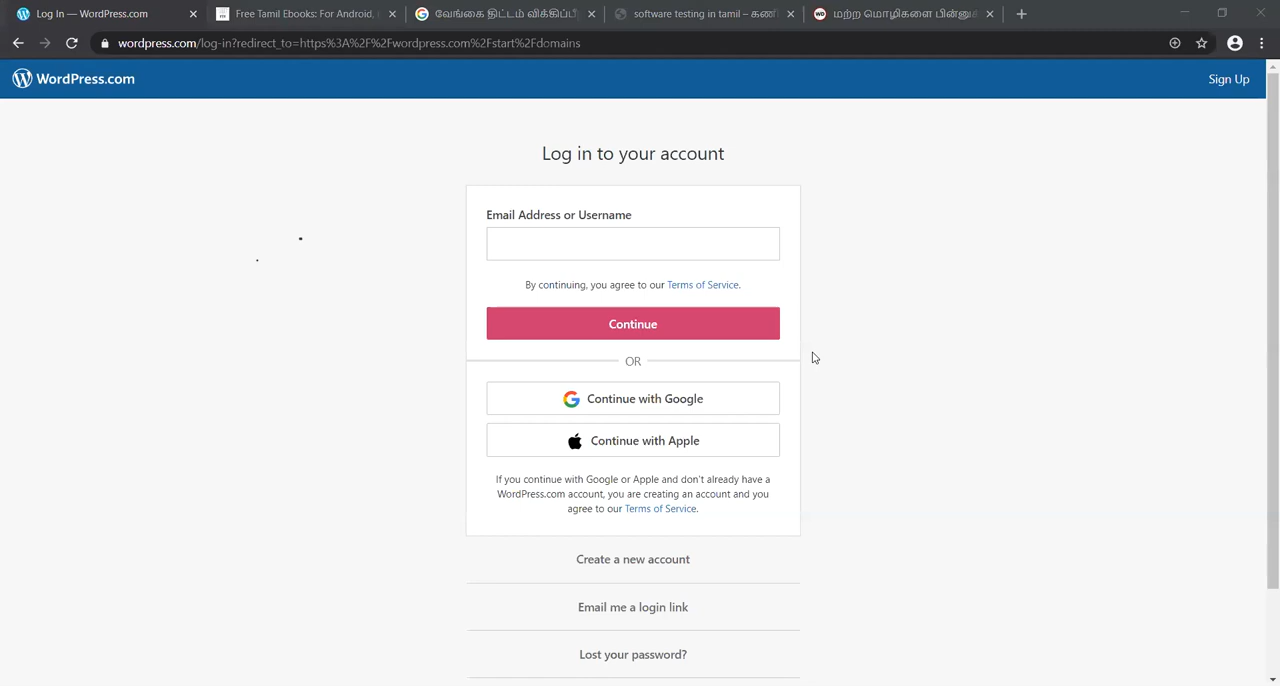 Log In — WordPress.com
Free Tamil Ebooks: For Android,
வேங்கை திட்டம் விக்கிப்பீ
software testing in tamil – கணி
மற்ற மொழிகளை பின்னுக்
wordpress.com/log-in?redirect_to=https%3A%2F%2Fwordpress.com%2Fstart%2Fdomains
WordPress.com
Sign Up
Log in to your account
Email Address or Username
By continuing, you agree to our Terms of Service.
Continue
OR
Continue with Google
Continue with Apple
If you continue with Google or Apple and don't already have a
WordPress.com account, you are creating an account and you
agree to our Terms of Service.
Create a new account
Email me a login link
Lost your password?